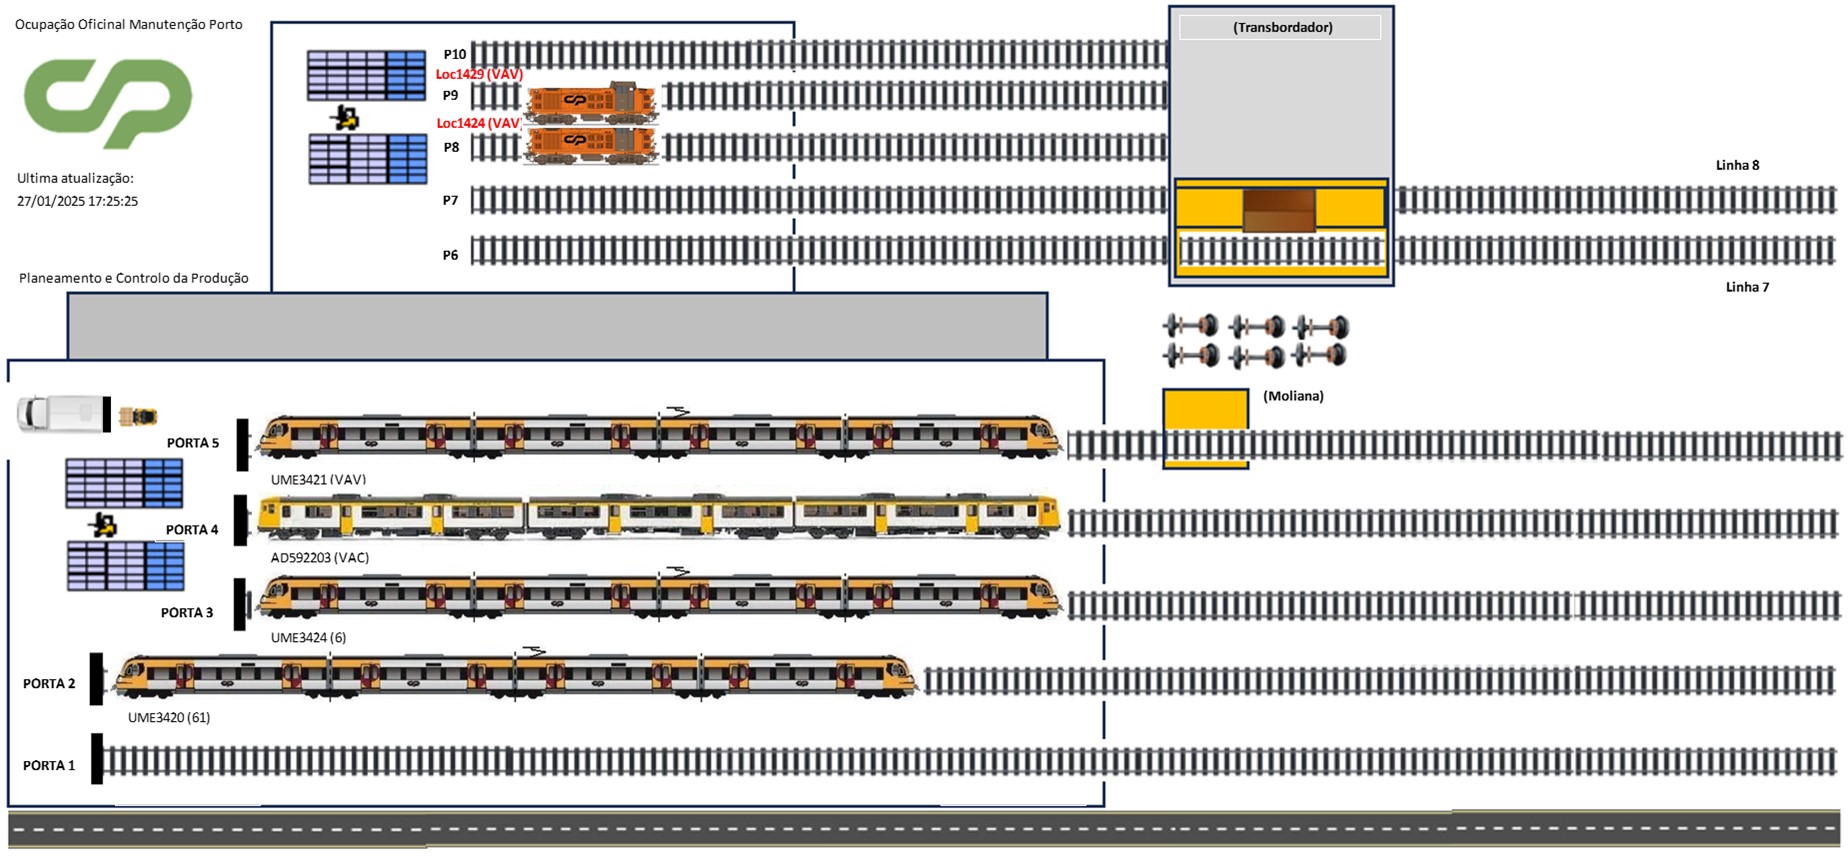 Ocupação Oficinal Manutenção Porto
Ultima atualização:
27/01/2025 17:25:25
Planeamento e Controlo da Produção
P10
Loc1429 (VAV)
P9
Loc1424 (VAV)
P8
P7
P6
(Transbordador)
Linha 8
Linha 7
(Moliana)
PORTA 5
UME3421 (VAV)
PORTA 4
AD592203 (VAC)
PORTA 3
UME3424 (6)
PORTA 2
UME3420 (61)
PORTA 1